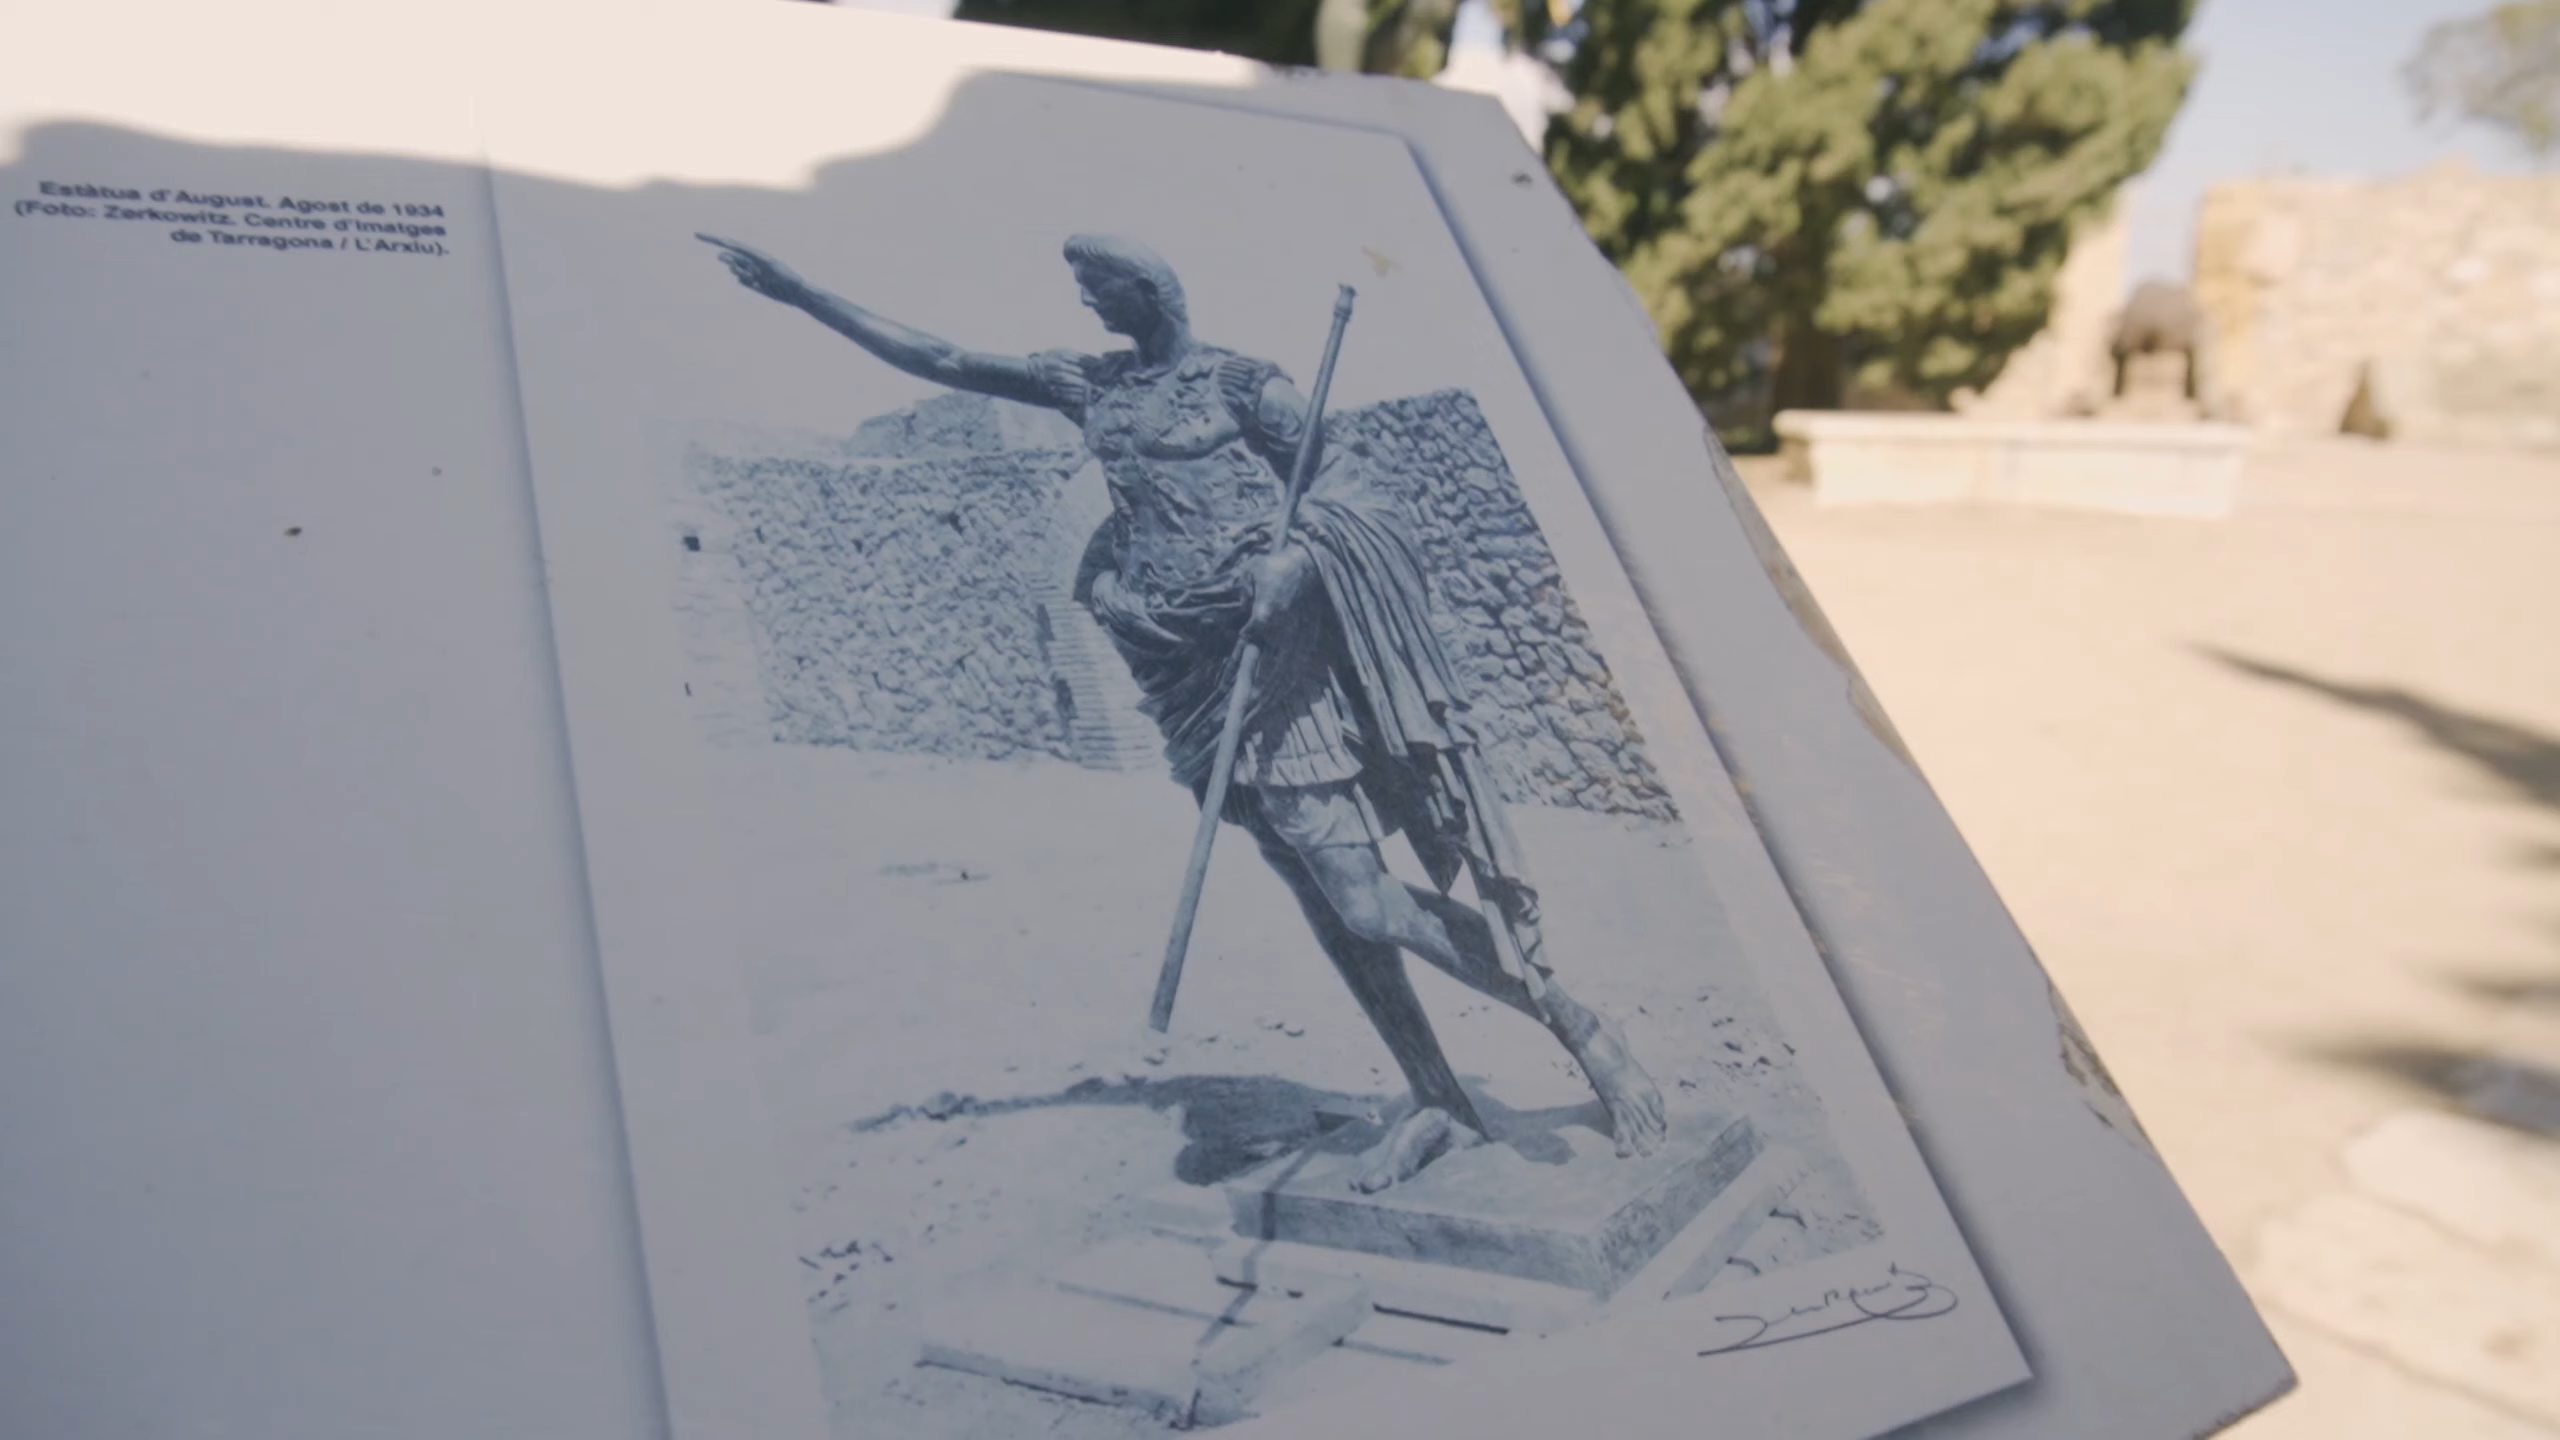 Estàtua d'August. Agost de 1934
(Foto: Zerkowitz. Centre d'Imatges
de Tarragona / L'Arxiu).